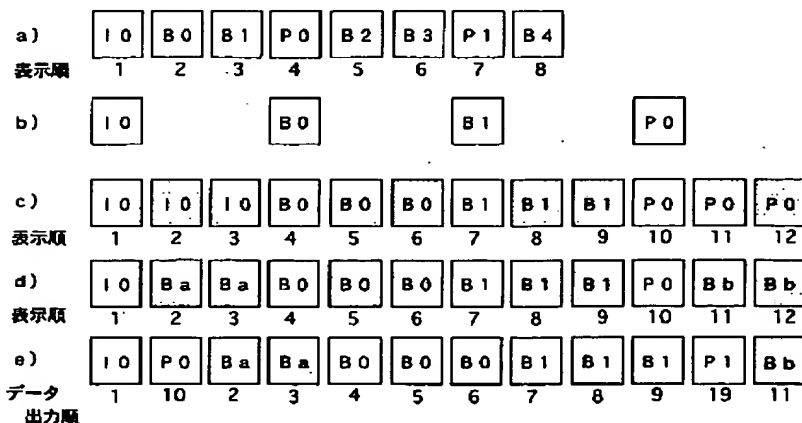 a) I0 B0 B1 P0 B2 B3 P1 B4
表示順 1 2 3 4 5 6 7 8
b) I0 B0 B1 P0
c) I0 I0 I0 B0 B0 B0 B1 B1 B1 P0 P0 P0
表示順 1 2 3 4 5 6 7 8 9 10 11 12
d) I0 Ba Ba B0 B0 B0 B1 B1 B1 P0 Bb Bb
表示順 1 2 3 4 5 6 7 8 9 10 11 12
e) I0 P0 Ba Ba B0 B0 B0 B1 B1 B1 P1 Bb
データ 1 10 2 3 4 5 6 7 8 9 19 11
出力順